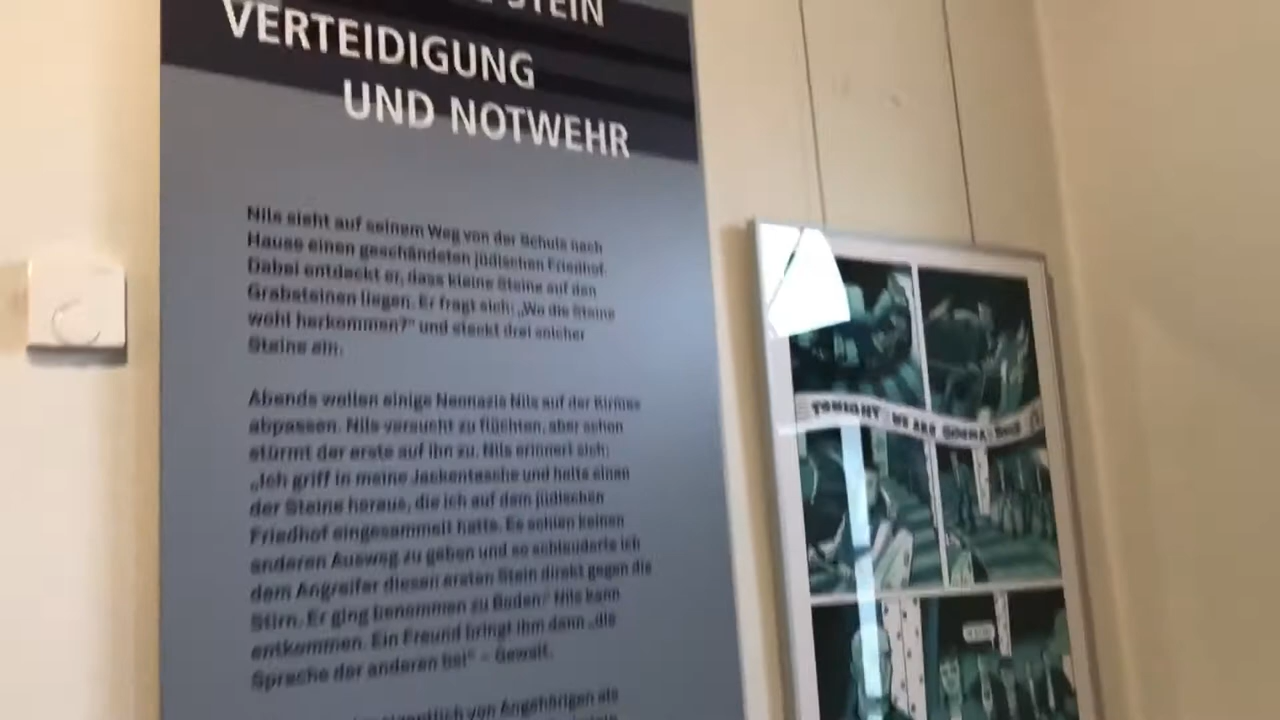 STEIN
VERTEIDIGUNG
UND NOTWEHR
Nils sieht auf seinem Weg von der Schule nach
Hause einen geschändeten jüdischen Friedhof.
Dabei entdeckt er, dass kleine Steine auf den
Grabsteinen liegen. Er fragt sich: „Wo die Steine
wohl herkommen?“ und steckt drei solcher
Steine ein.
Abends wollen einige Neonazis Nils auf der Kirmes
abpassen. Nils versucht zu flüchten, aber schon
stürmt der erste auf ihn zu. Nils erinnert sich:
„Ich griff in meine Jackentasche und holte einen
der Steine heraus, die ich auf dem jüdischen
Friedhof eingesammelt hatte. Es schien keinen
anderen Ausweg zu geben und so schleuderte ich
dem Angreifer diesen ersten Stein direkt gegen die
Stirn. Er ging benommen zu Boden.“ Nils kann
entkommen. Ein Freund bringt ihm dann „die
Sprache der anderen bei“ – Gewalt.
von Angehörigen als
TONIGHT WE ARE GONNA